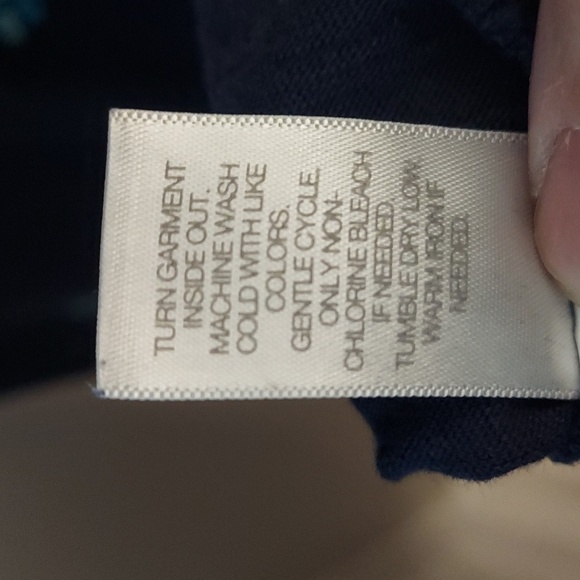 TURN GARMENT
INSIDE OUT.
MACHINE WASH
COLD WITH LIKE
COLORS.
GENTLE CYCLE.
ONLY NON-
CHLORINE BLEACH
IF NEEDED.
TUMBLE DRY LOW.
WARM IRON IF
NEEDED.